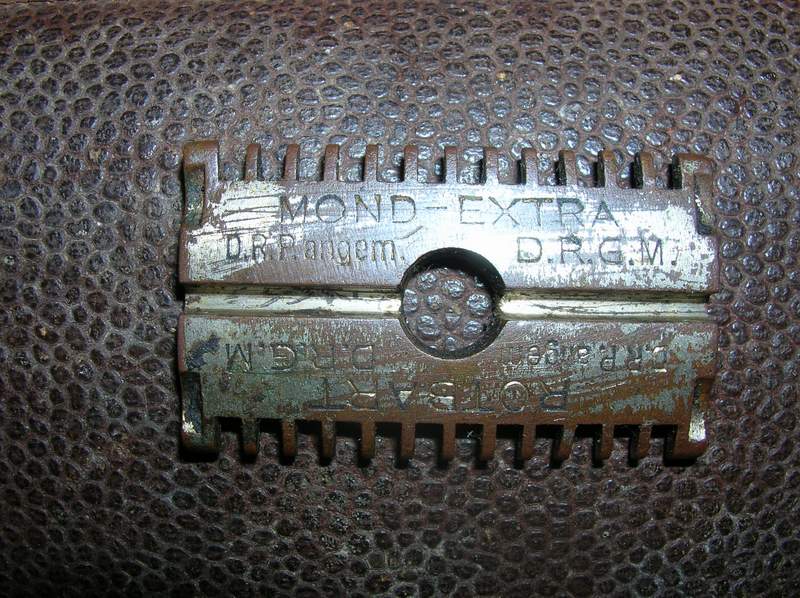 MOND-EXTRA
D.R.P. angem. D.R.G.M.
ROTBART
D.R.P. angem. D.R.G.M